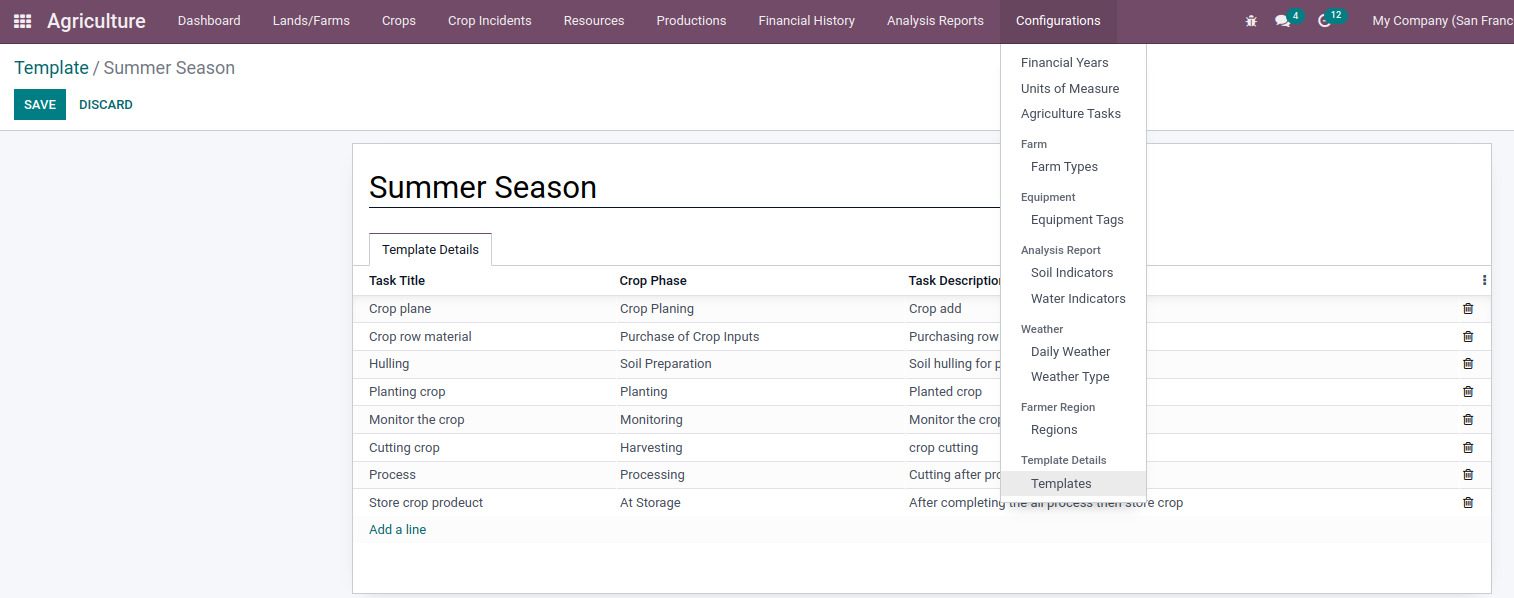 Agriculture Dashboard Lands/Farms Crops Crop Incidents Resources Productions Financial History Analysis Reports Configurations 4 12 My Company (San Franc
Template / Summer Season
SAVE DISCARD
Financial Years
Units of Measure
Agriculture Tasks
Farm
Farm Types
Equipment
Equipment Tags
Analysis Report
Soil Indicators
Water Indicators
Weather
Daily Weather
Weather Type
Farmer Region
Regions
Template Details
Templates
Summer Season
Template Details
Task Title Crop Phase Task Description
Crop plane Crop Planing Crop add
Crop row material Purchase of Crop Inputs Purchasing row
Hulling Soil Preparation Soil hulling for
Planting crop Planting Planted crop
Monitor the crop Monitoring Monitor the crop
Cutting crop Harvesting crop cutting
Process Processing Cutting after
Store crop prodeuct At Storage After completing the all process then store crop
Add a line